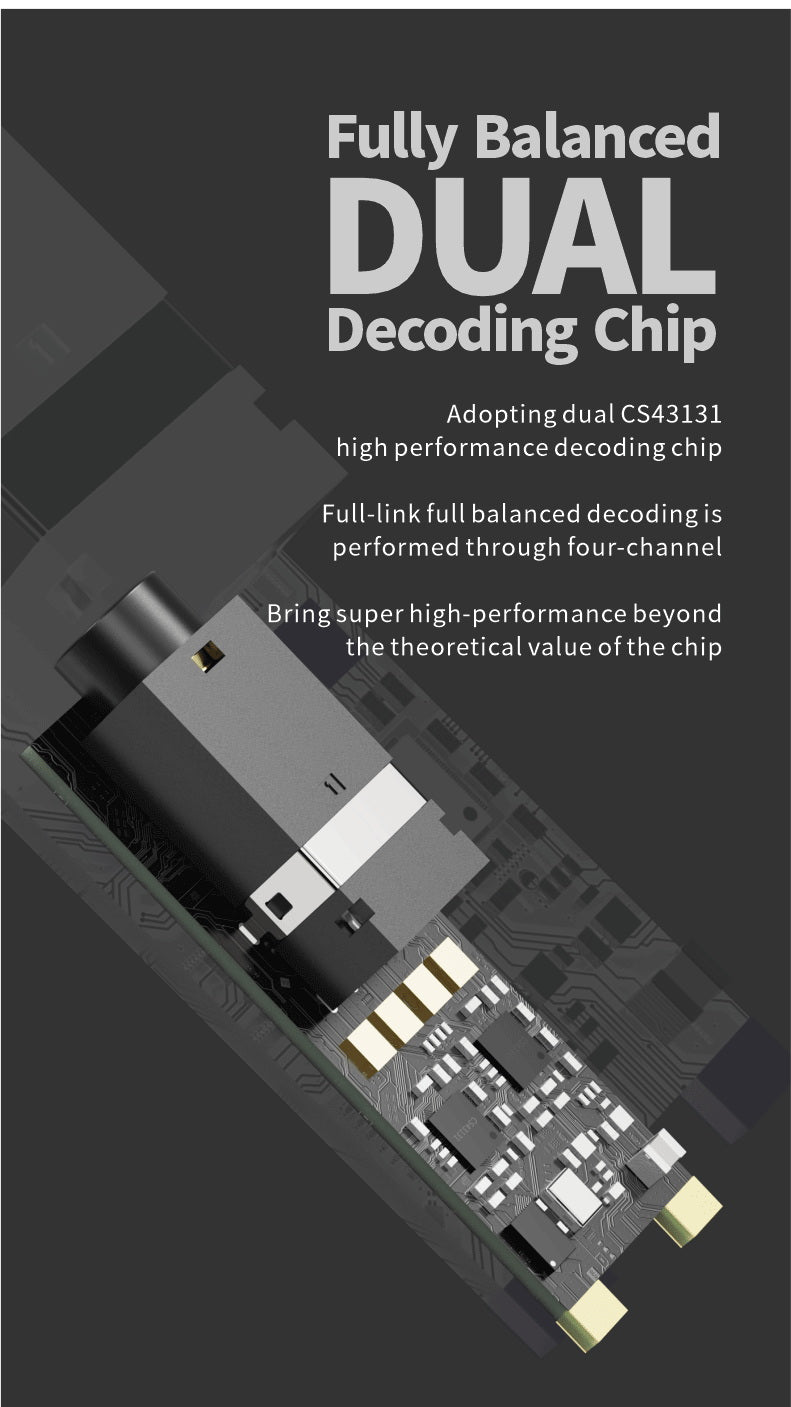 Fully Balanced
DUAL
Decoding Chip
Adopting dual CS43131
high performance decoding chip
Full-link full balanced decoding is
performed through four-channel
Bring super high-performance beyond
the theoretical value of the chip
CS43131